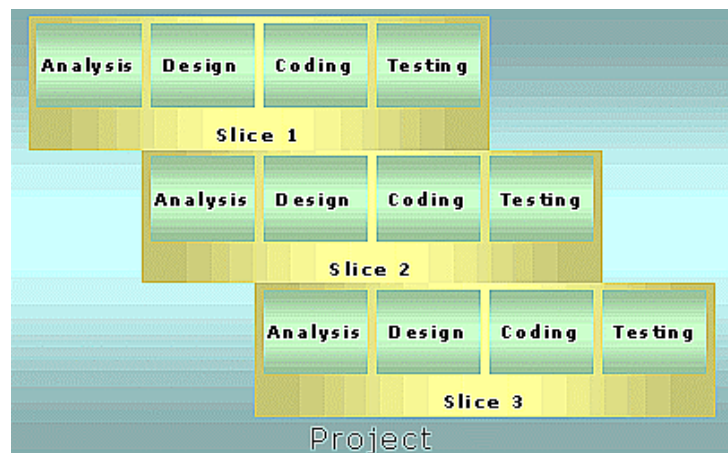 Analysis Design Coding Testing
Slice 1
Analysis Design Coding Testing
Slice 2
Analysis Design Coding Testing
Slice 3
Project